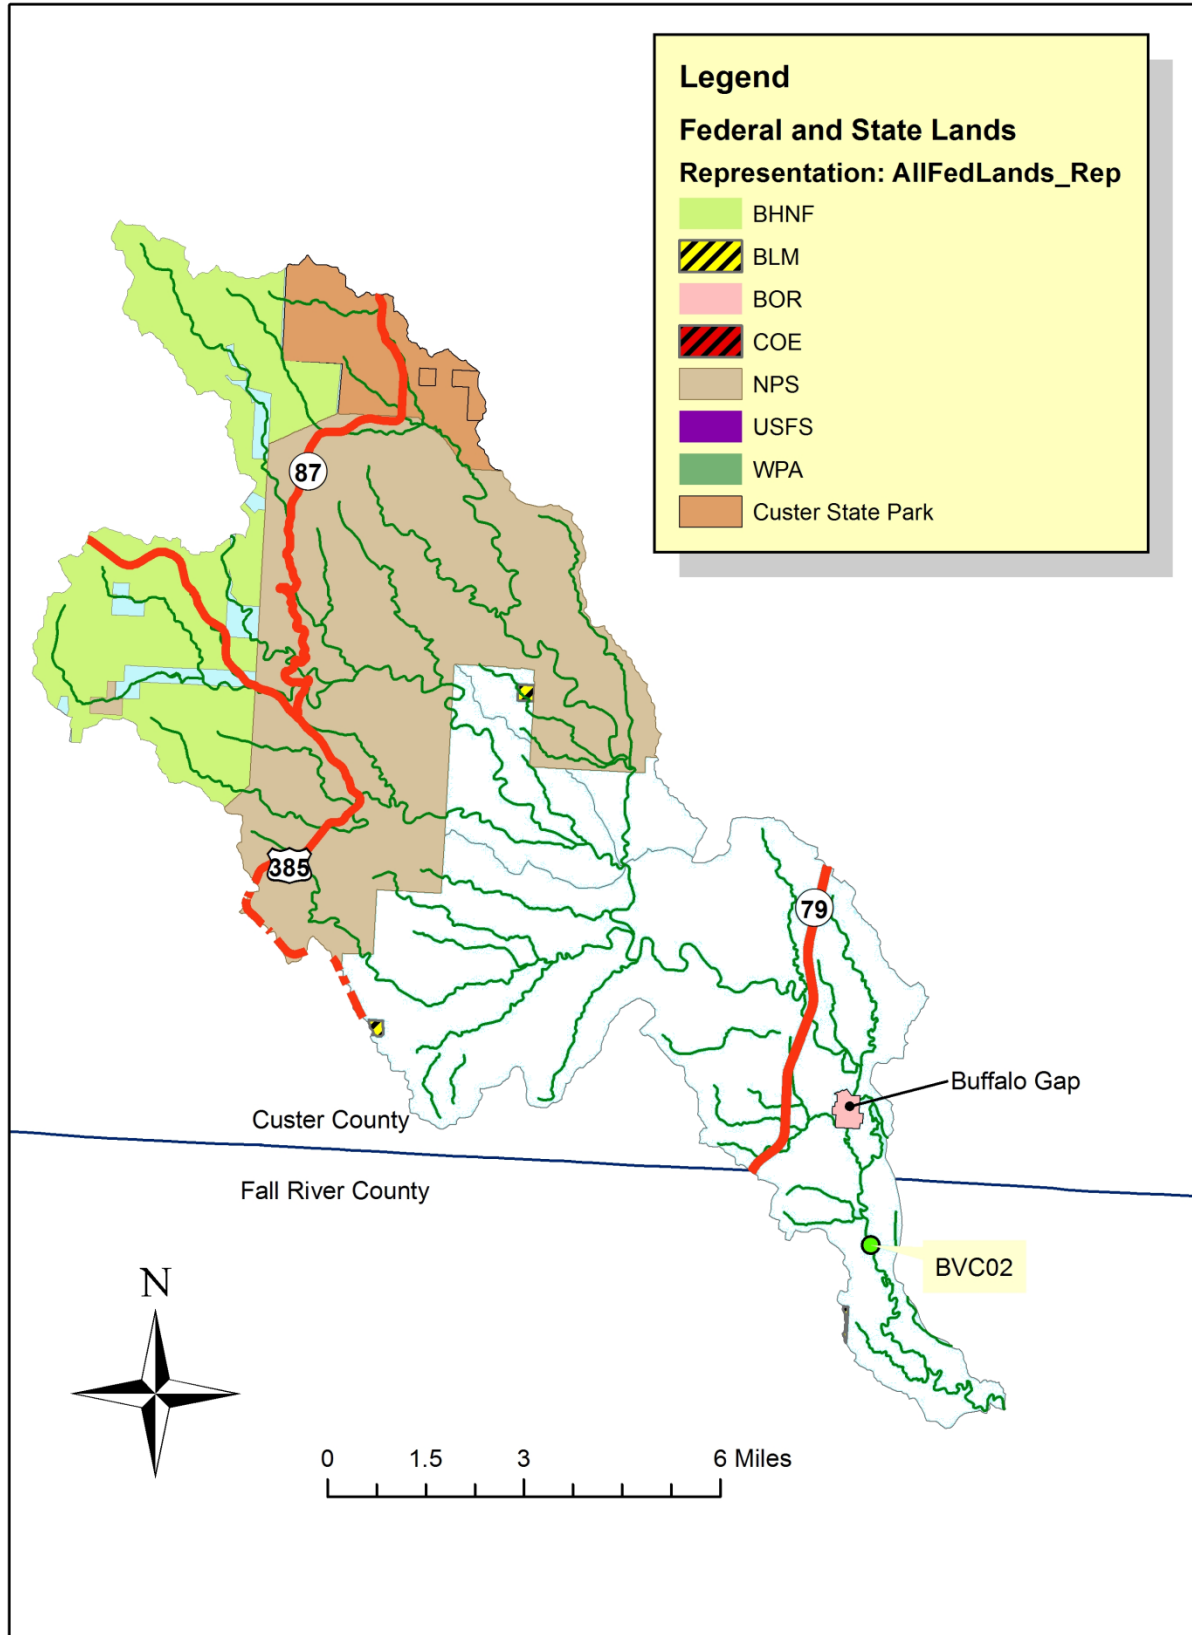 Legend
Federal and State Lands
Representation: AllFedLands_Rep
BHNF
BLM
BOR
COE
NPS
USFS
WPA
Custer State Park
87
385
79
Buffalo Gap
Custer County
Fall River County
BVC02
N
0 1.5 3 6 Miles